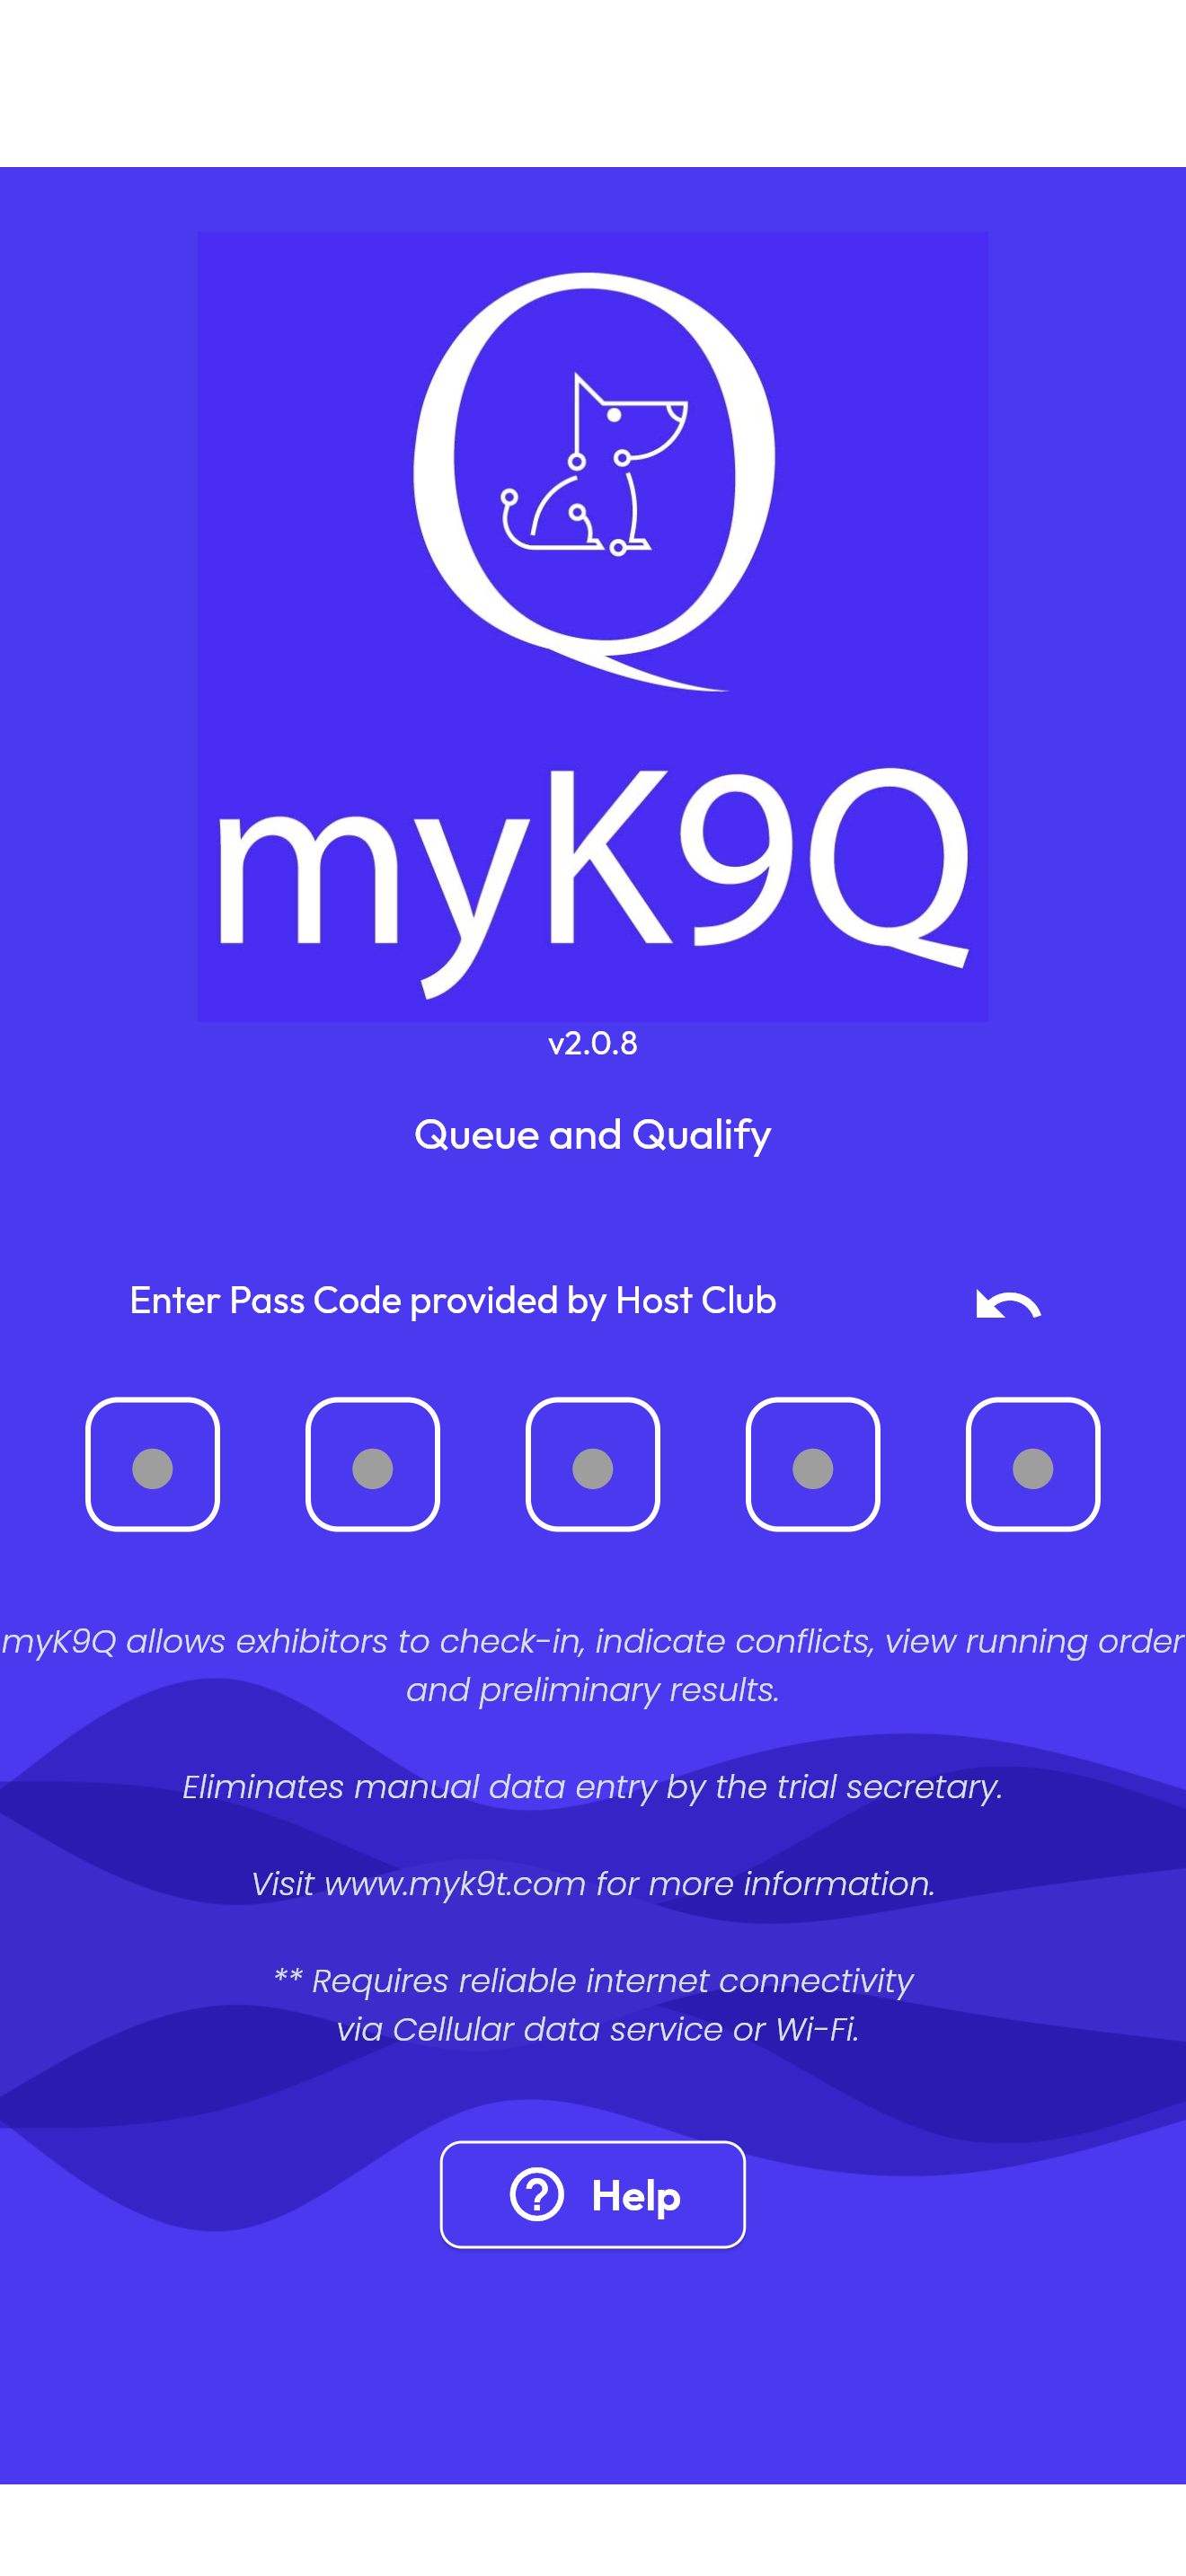 Q
myK9Q
v2.0.8
Queue and Qualify
Enter Pass Code provided by Host Club
myK9Q allows exhibitors to check-in, indicate conflicts, view running order
and preliminary results.
Eliminates manual data entry by the trial secretary.
Visit www.myk9t.com for more information.
** Requires reliable internet connectivity
via Cellular data service or Wi-Fi.
Help